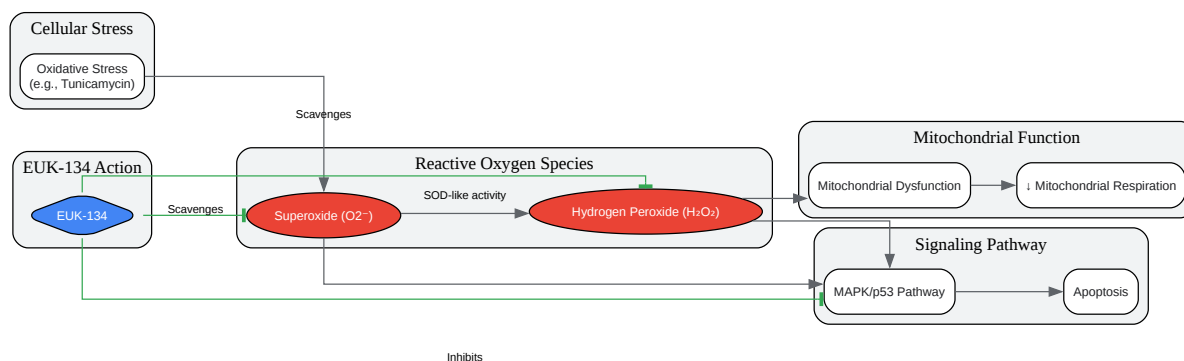 Cellular Stress
Oxidative Stress
(e.g., Tunicamycin)
Scavenges
EUK-134 Action
EUK-134
Scavenges
Reactive Oxygen Species
Superoxide (O2⁻)
SOD-like activity
Hydrogen Peroxide (H₂O₂)
Mitochondrial Function
Mitochondrial Dysfunction
↓ Mitochondrial Respiration
Signaling Pathway
MAPK/p53 Pathway
Apoptosis
Inhibits